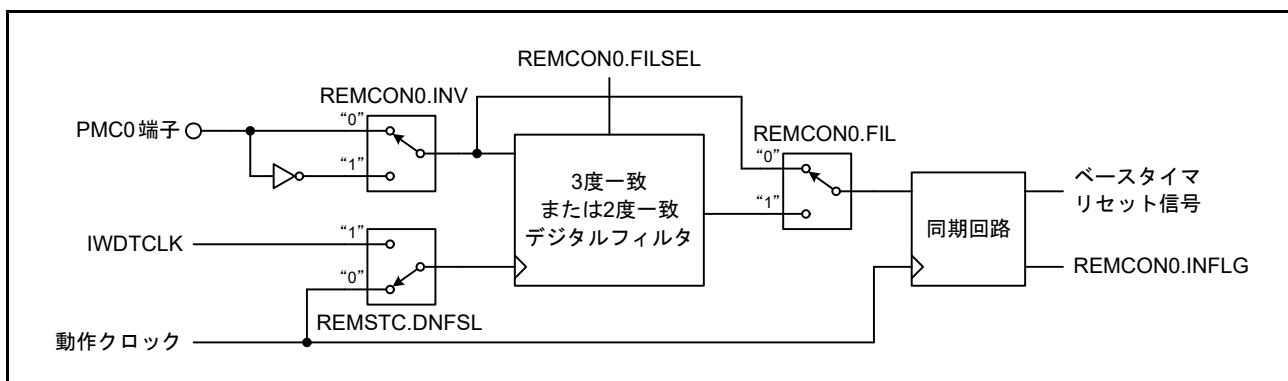 REMCON0.FILSEL
REMCON0.INV
PMC0端子
“0”
“1”
REMCON0.FIL
“0”
“1”
3度一致
または2度一致
デジタルフィルタ
同期回路
ベースタイマ
リセット信号
REMCON0.INFLG
IWDTCLK
“1”
“0”
REMSTC.DNFSL
動作クロック